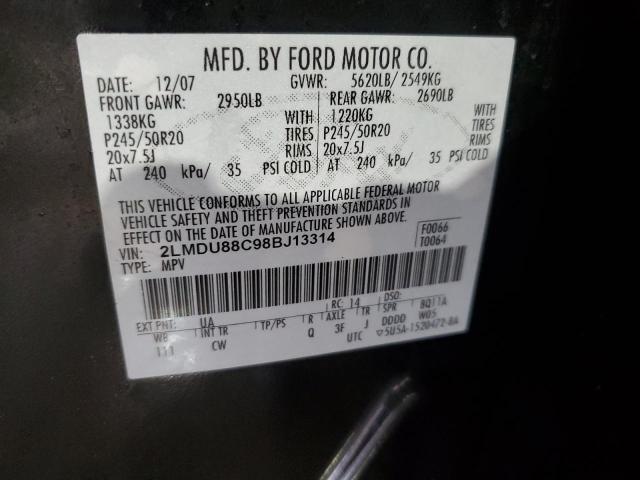 MFD. BY FORD MOTOR CO.
DATE: 12/07 GVWR: 5620LB/ 2549KG
FRONT GAWR: 2950LB REAR GAWR: 2690LB
1338KG WITH 1220KG WITH
P245/50R20 TIRES P245/50R20 TIRES
20x7.5J RIMS 20x7.5J RIMS
AT 240 kPa/ 35 PSI COLD AT 240 kPa/ 35 PSI COLD
THIS VEHICLE CONFORMS TO ALL APPLICABLE FEDERAL MOTOR
VEHICLE SAFETY AND THEFT PREVENTION STANDARDS IN
EFFECT ON THE DATE OF MANUFACTURE SHOWN ABOVE.
VIN: 2LMDU88C98BJ13314 F0066
TYPE: MPV T0064
EXT PNT: UA RC: 14 DSO:
WB INT TR TP/PS R AXLE TR SPR 8Q11A
111 CW Q 3F J DDDD W05
UTC ▽5U5A-1520472-BA